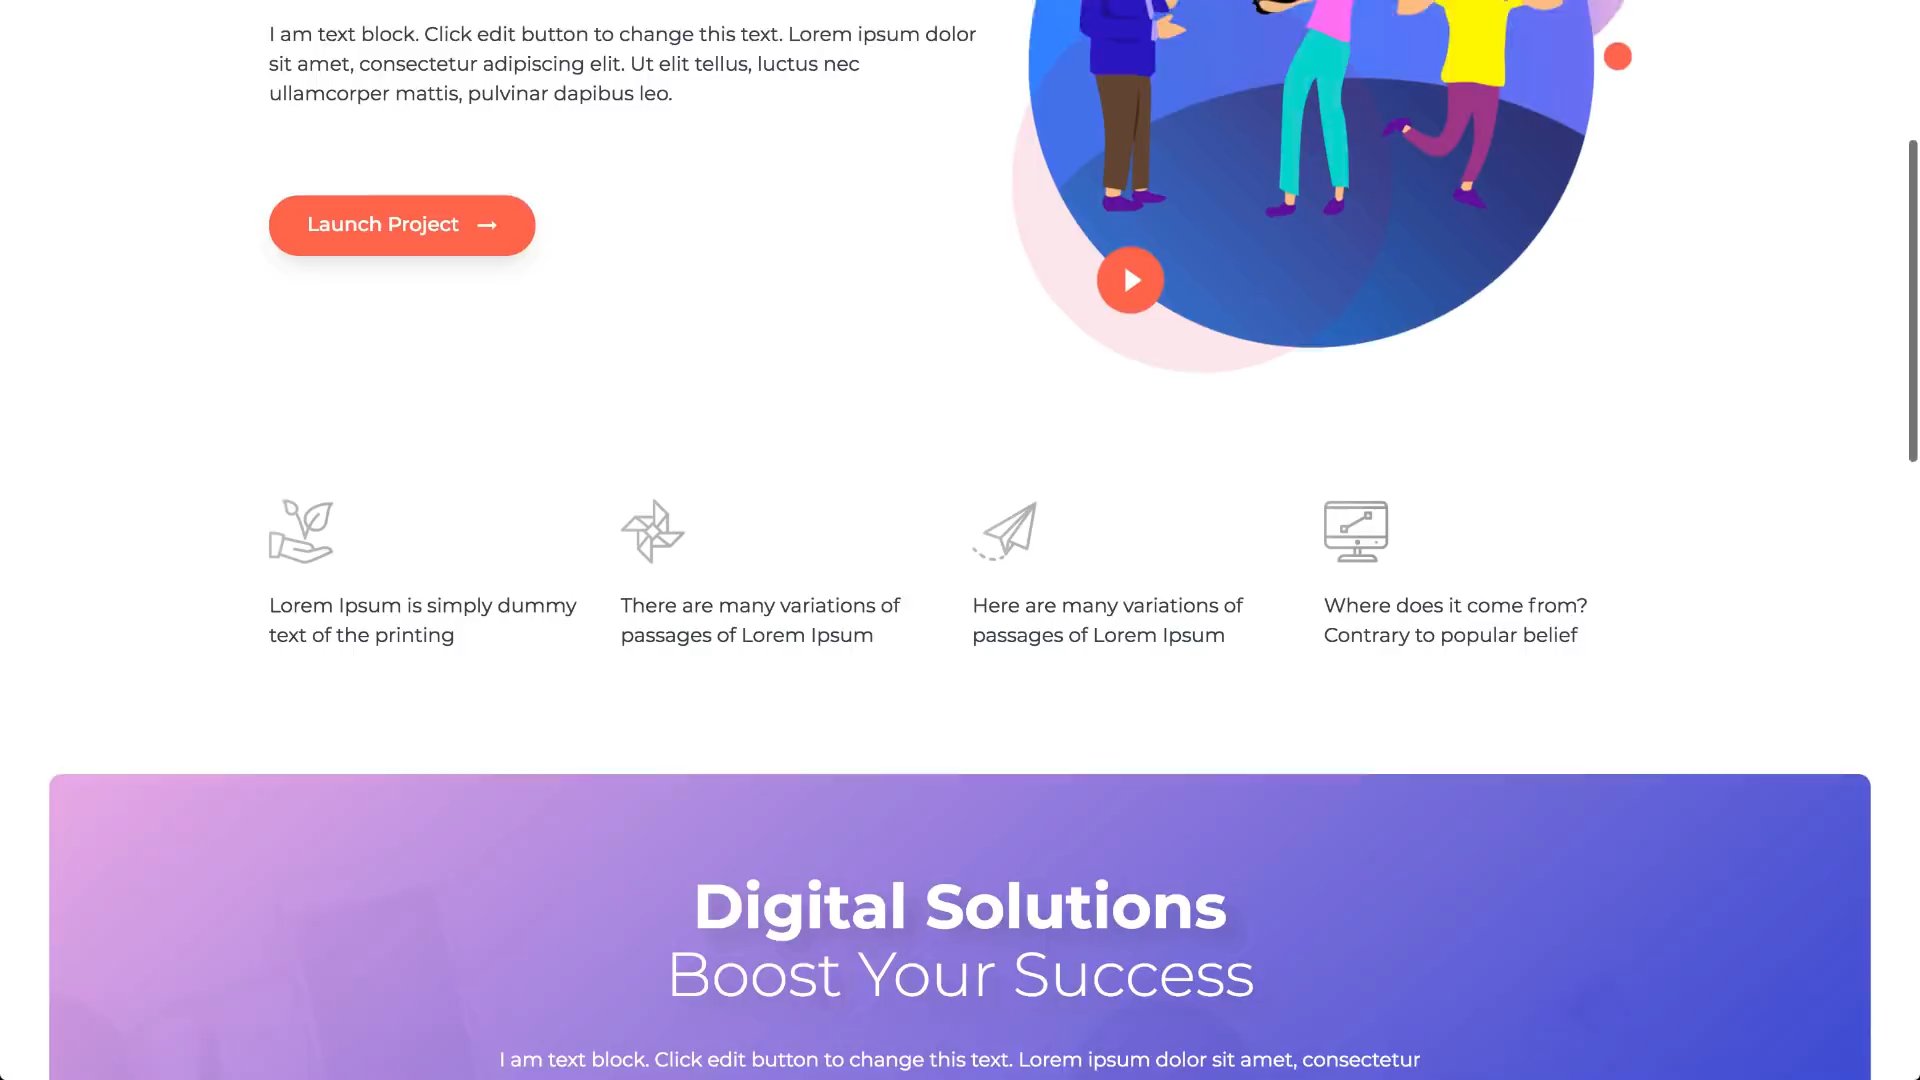 I am text block. Click edit button to change this text. Lorem ipsum dolor
sit amet, consectetur adipiscing elit. Ut elit tellus, luctus nec
ullamcorper mattis, pulvinar dapibus leo.
Launch Project →
Lorem Ipsum is simply dummy
text of the printing
There are many variations of
passages of Lorem Ipsum
Here are many variations of
passages of Lorem Ipsum
Where does it come from?
Contrary to popular belief
Digital Solutions
Boost Your Success
I am text block. Click edit button to change this text. Lorem ipsum dolor sit amet, consectetur